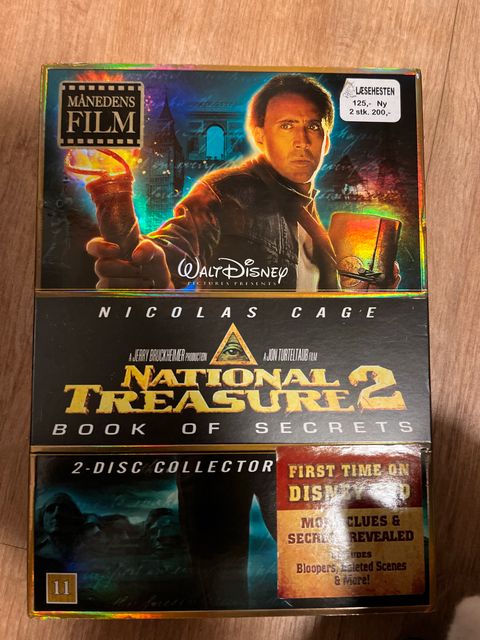 MÅNEDENS
FILM
LÆSEHESTEN
125,- Ny
2 stk. 200,-
WALT DISNEY
PICTURES PRESENTS
NICOLAS CAGE
A JERRY BRUCKHEIMER PRODUCTION
A JON TURTELTAUB FILM
NATIONAL
TREASURE 2
BOOK OF SECRETS
2-DISC COLLECTOR
FIRST TIME ON
DISNEY
CLUES &
REVEALED
Bloopers, Deleted Scenes
& More!
11